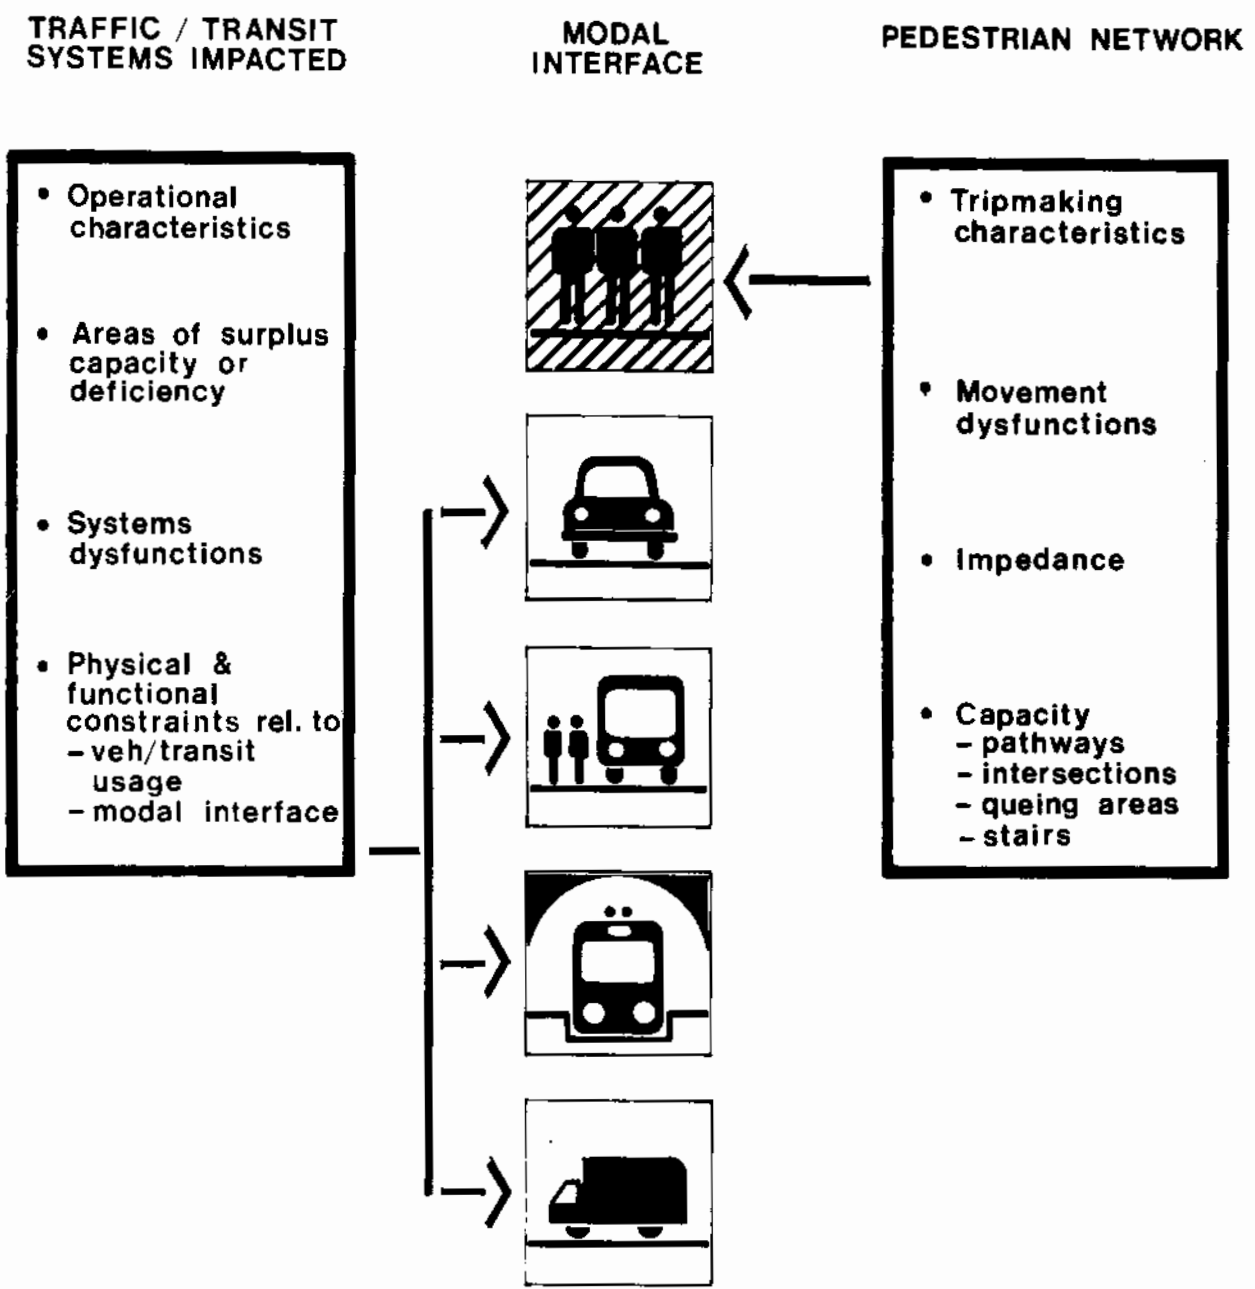 TRAFFIC / TRANSIT
SYSTEMS IMPACTED
MODAL
INTERFACE
PEDESTRIAN NETWORK
• Operational
characteristics
• Areas of surplus
capacity or
deficiency
• Systems
dysfunctions
• Physical &
functional
constraints rel. to
– veh/transit
usage
– modal interface
• Tripmaking
characteristics
• Movement
dysfunctions
• Impedance
• Capacity
– pathways
– intersections
– queing areas
– stairs